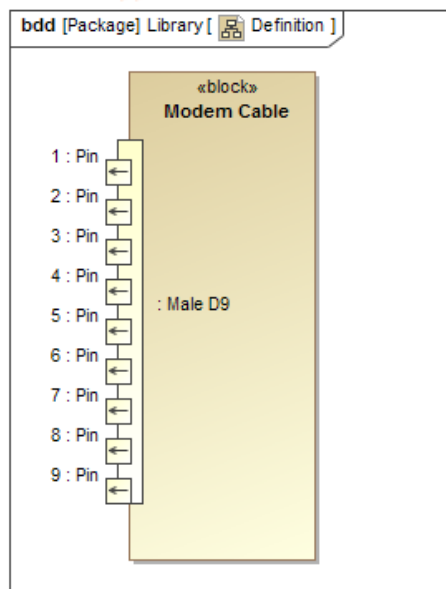 bdd [Package] Library [ Definition ]
«block»
Modem Cable
1 : Pin
2 : Pin
3 : Pin
4 : Pin
: Male D9
5 : Pin
6 : Pin
7 : Pin
8 : Pin
9 : Pin